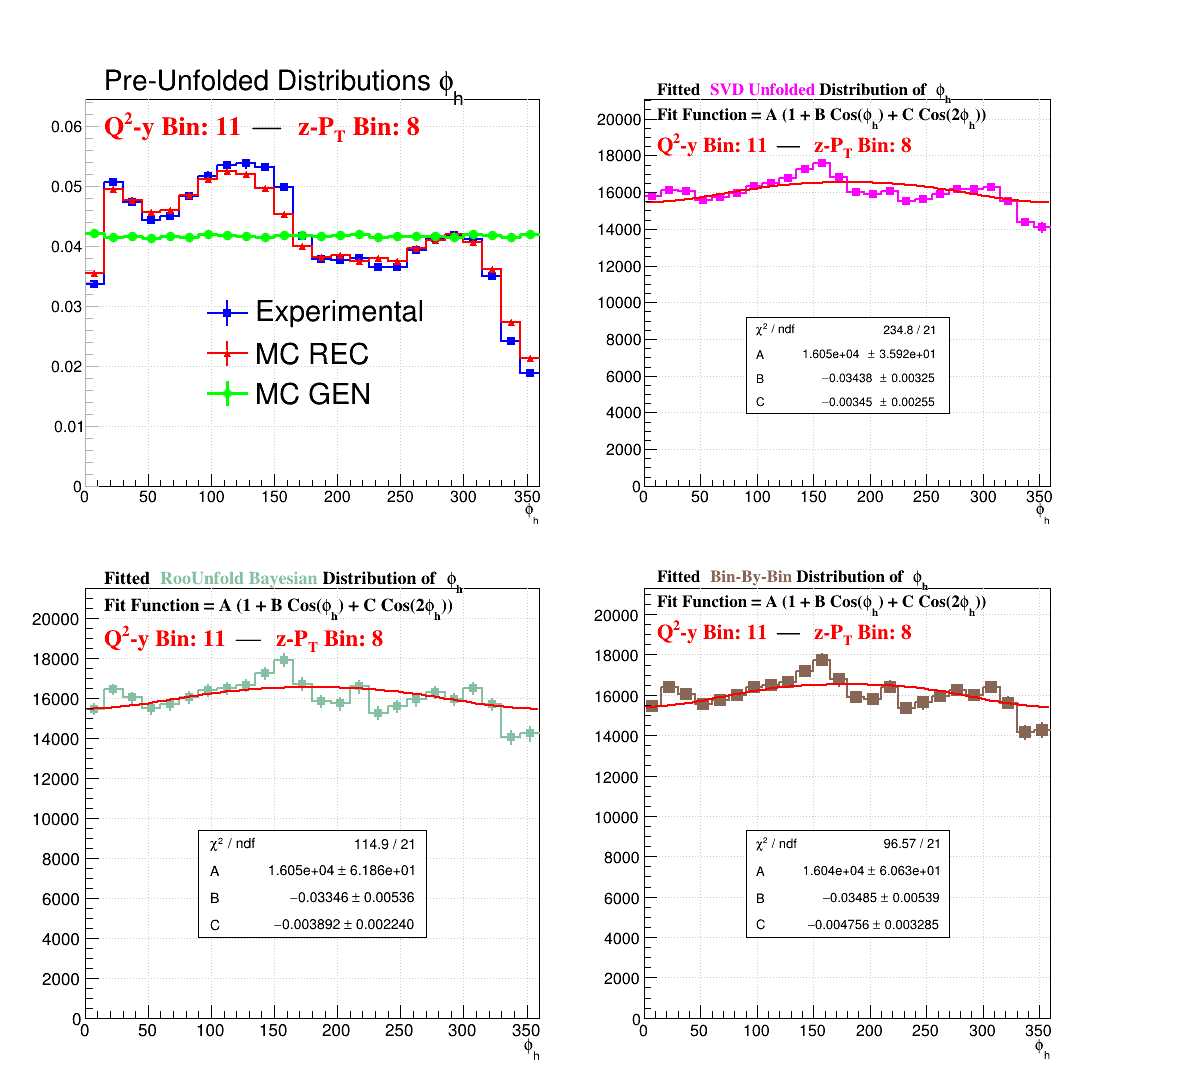 Pre-Unfolded Distributions ϕh
Q2-y Bin: 11 — z-PT Bin: 8
0.06
0.05
0.04
0.03
0.02
0.01
0
Experimental
MC REC
MC GEN
0 50 100 150 200 250 300 350
ϕh
Fitted SVD Unfolded Distribution of ϕh
Fit Function = A (1 + B Cos(ϕh) + C Cos(2ϕh))
Q2-y Bin: 11 — z-PT Bin: 8
20000
18000
16000
14000
12000
10000
8000
6000
4000
2000
0
χ2 / ndf 234.8 / 21
A 1.605e+04 ± 3.592e+01
B −0.03438 ± 0.00325
C −0.00345 ± 0.00255
0 50 100 150 200 250 300 350
ϕh
Fitted RooUnfold Bayesian Distribution of ϕh
Fit Function = A (1 + B Cos(ϕh) + C Cos(2ϕh))
Q2-y Bin: 11 — z-PT Bin: 8
20000
18000
16000
14000
12000
10000
8000
6000
4000
2000
0
χ2 / ndf 114.9 / 21
A 1.605e+04 ± 6.186e+01
B −0.03346 ± 0.00536
C −0.003892 ± 0.002240
0 50 100 150 200 250 300 350
ϕh
Fitted Bin-By-Bin Distribution of ϕh
Fit Function = A (1 + B Cos(ϕh) + C Cos(2ϕh))
Q2-y Bin: 11 — z-PT Bin: 8
20000
18000
16000
14000
12000
10000
8000
6000
4000
2000
0
χ2 / ndf 96.57 / 21
A 1.604e+04 ± 6.063e+01
B −0.03485 ± 0.00539
C −0.004756 ± 0.003285
0 50 100 150 200 250 300 350
ϕh